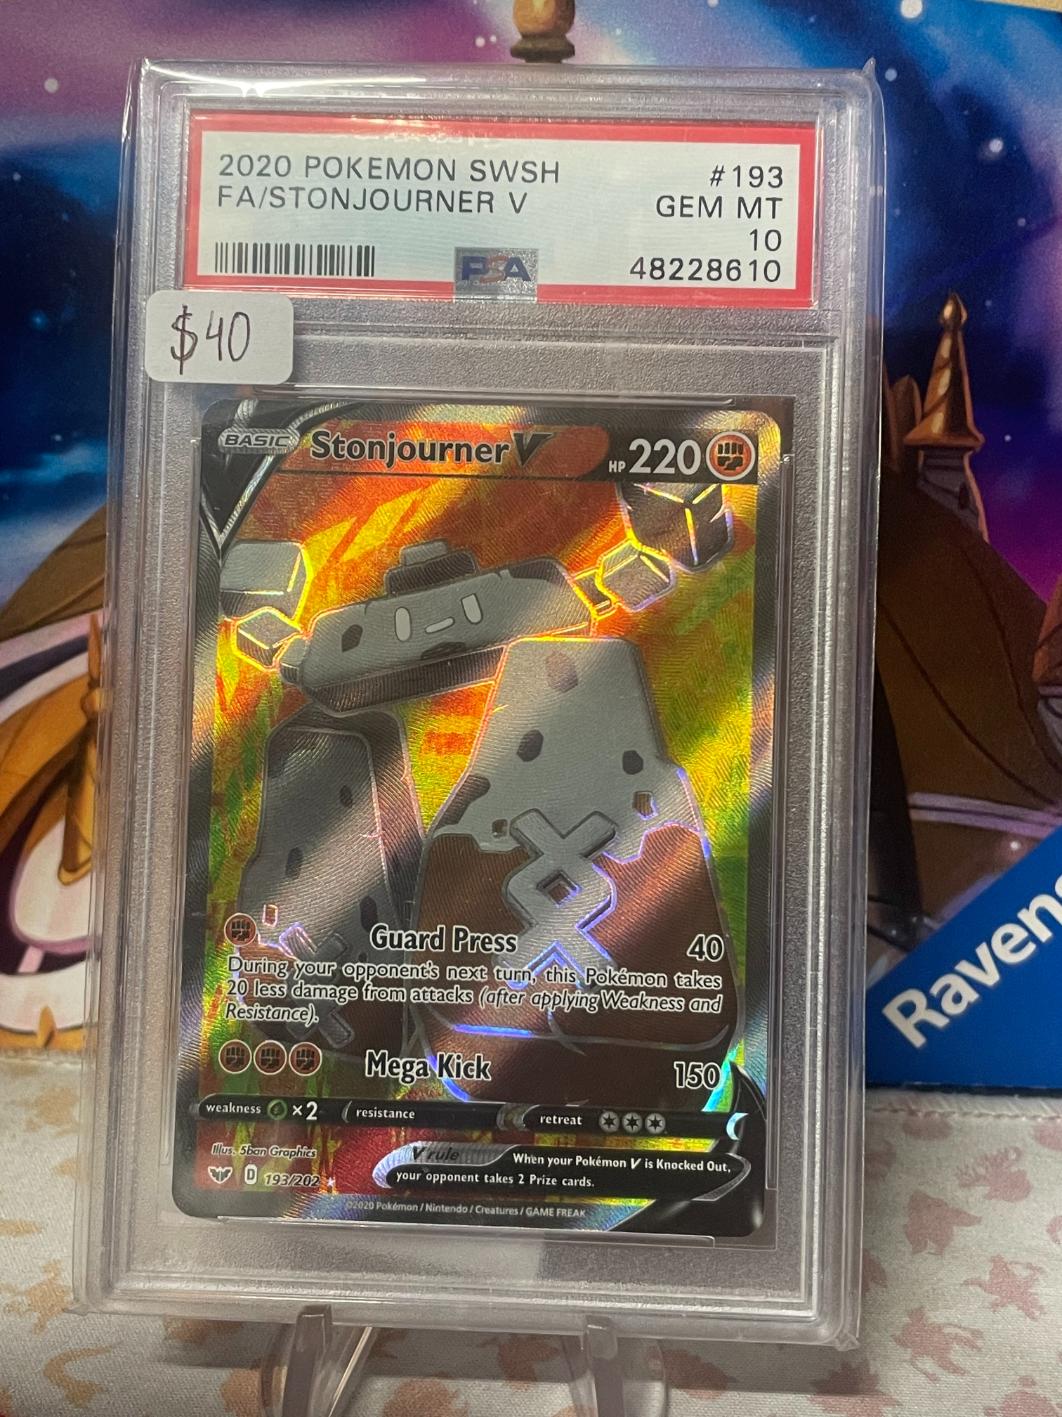 2020 POKEMON SWSH #193
FA/STONJOURNER V GEM MT
10
PSA 48228610
$40
BASIC Stonjourner V HP 220
Guard Press 40
During your opponent's next turn, this Pokémon takes
20 less damage from attacks (after applying Weakness and
Resistance).
Mega Kick 150
weakness ×2 resistance retreat
Illus. 5ban Graphics
V rule When your Pokémon V is Knocked Out,
your opponent takes 2 Prize cards.
D 193/202
©2020 Pokémon / Nintendo / Creatures / GAME FREAK
Raven